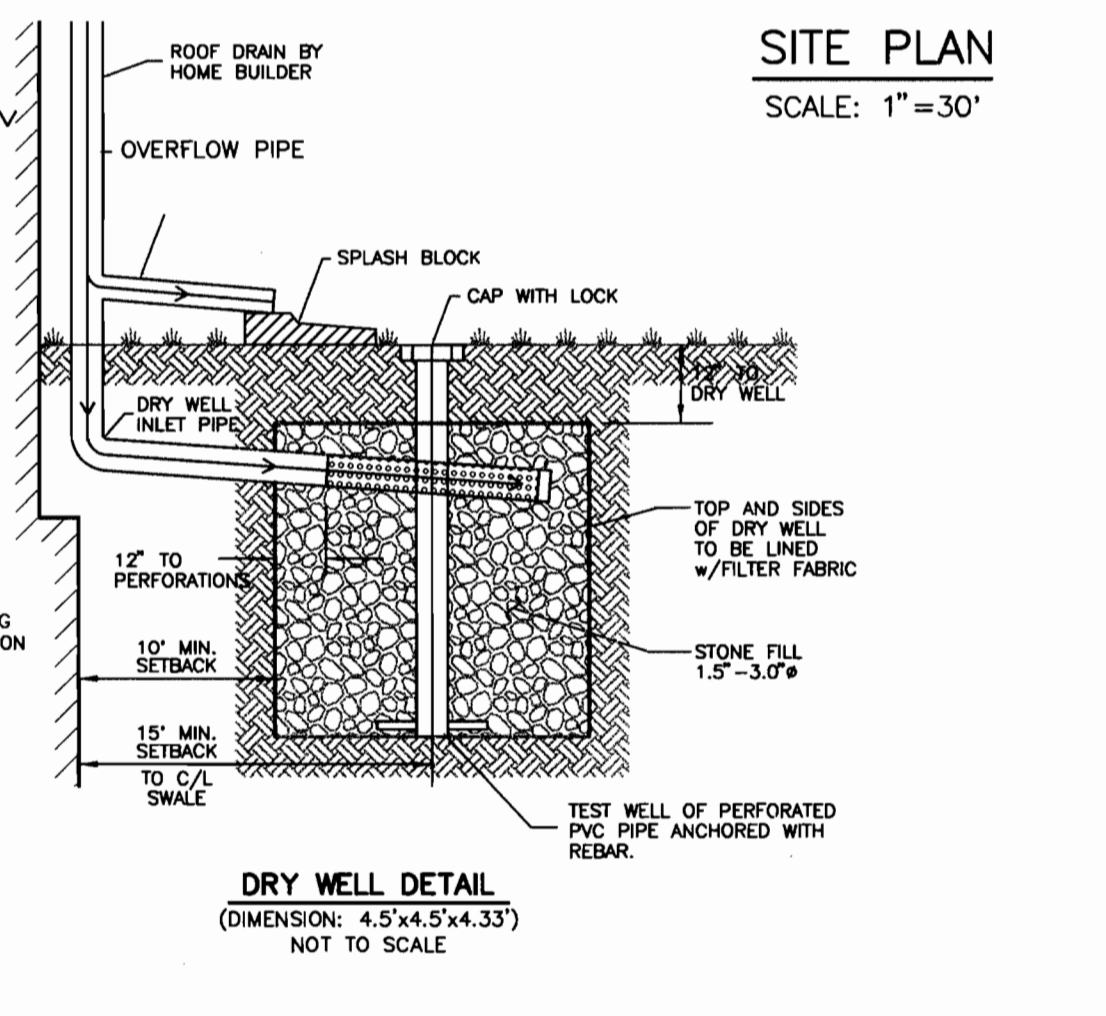 SITE PLAN
SCALE: 1"=30'
ROOF DRAIN BY
HOME BUILDER
OVERFLOW PIPE
SPLASH BLOCK
CAP WITH LOCK
12" TO
DRY WELL
DRY WELL
INLET PIPE
TOP AND SIDES
OF DRY WELL
TO BE LINED
w/FILTER FABRIC
12" TO
PERFORATIONS
G
ON
10' MIN.
SETBACK
STONE FILL
1.5"-3.0"ø
15' MIN.
SETBACK
TO C/L
SWALE
TEST WELL OF PERFORATED
PVC PIPE ANCHORED WITH
REBAR.
DRY WELL DETAIL
(DIMENSION: 4.5'x4.5'x4.33')
NOT TO SCALE